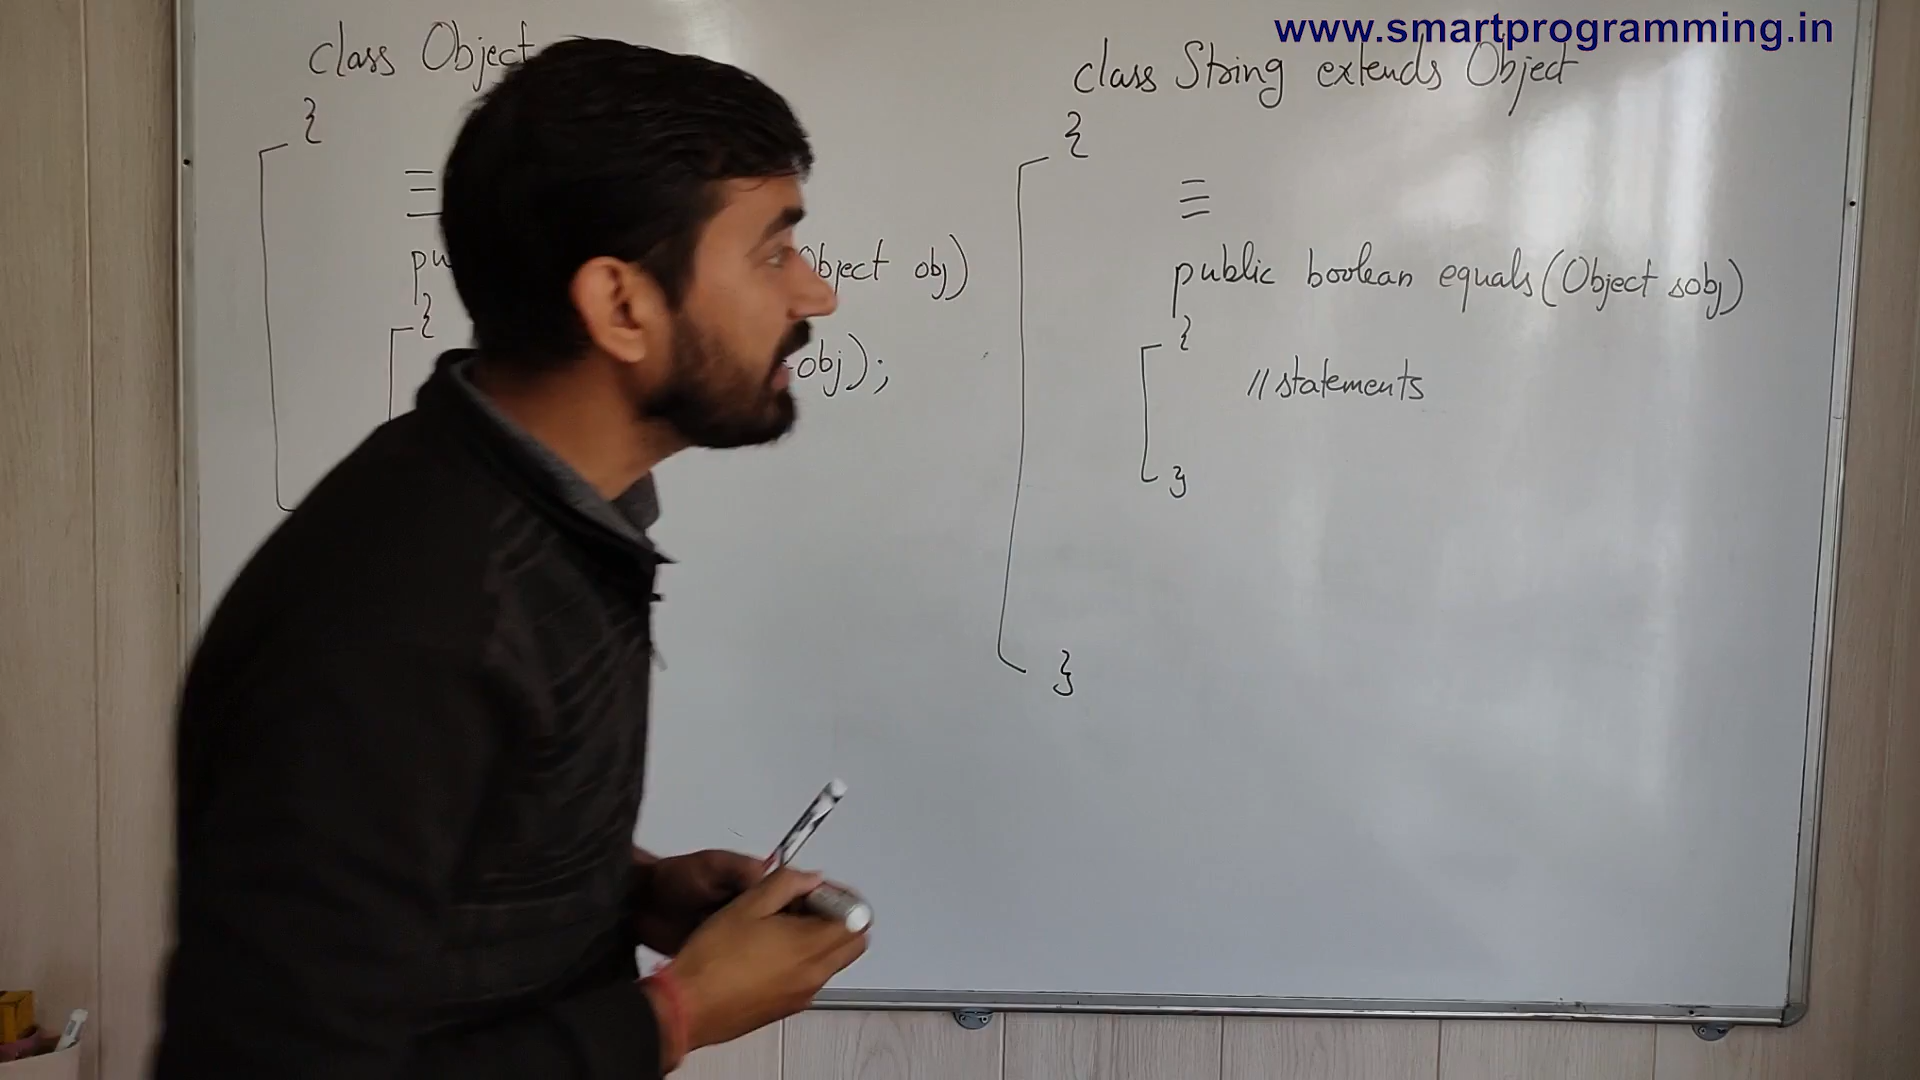 www.smartprogramming.in
class Object
{
Object obj)
{
obj);
class String extends Object
{
public boolean equals(Object sobj)
{
//statements
}
}